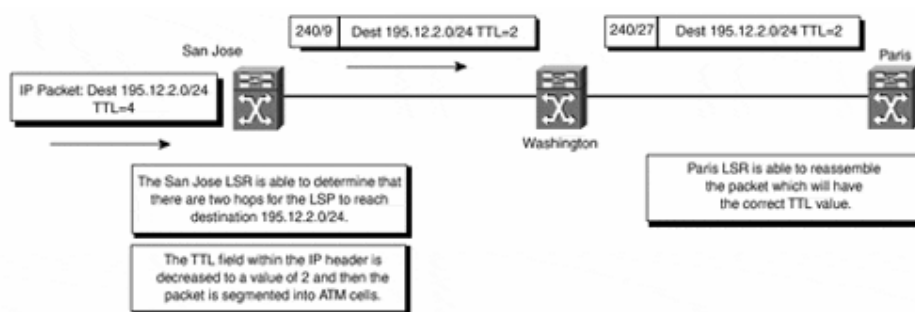 San Jose
240/9 Dest 195.12.2.0/24 TTL=2
240/27 Dest 195.12.2.0/24 TTL=2
Paris
IP Packet: Dest 195.12.2.0/24
TTL=4
Washington
The San Jose LSR is able to determine that
there are two hops for the LSP to reach
destination 195.12.2.0/24.
Paris LSR is able to reassemble
the packet which will have
the correct TTL value.
The TTL field within the IP header is
decreased to a value of 2 and then the
packet is segmented into ATM cells.